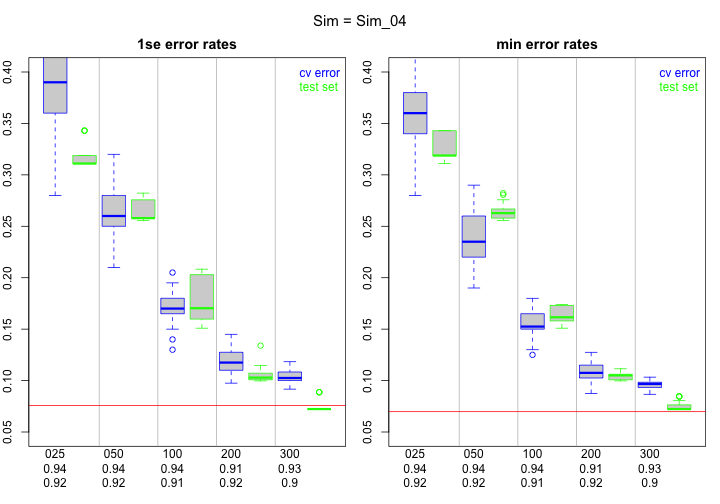 Sim = Sim_04
1se error rates
cv error
test set
0.40
0.35
0.30
0.25
0.20
0.15
0.10
0.05
025 050 100 200 300
0.94 0.94 0.94 0.91 0.93
0.92 0.92 0.91 0.92 0.9
min error rates
cv error
test set
0.40
0.35
0.30
0.25
0.20
0.15
0.10
0.05
025 050 100 200 300
0.94 0.94 0.94 0.91 0.93
0.92 0.92 0.91 0.92 0.9